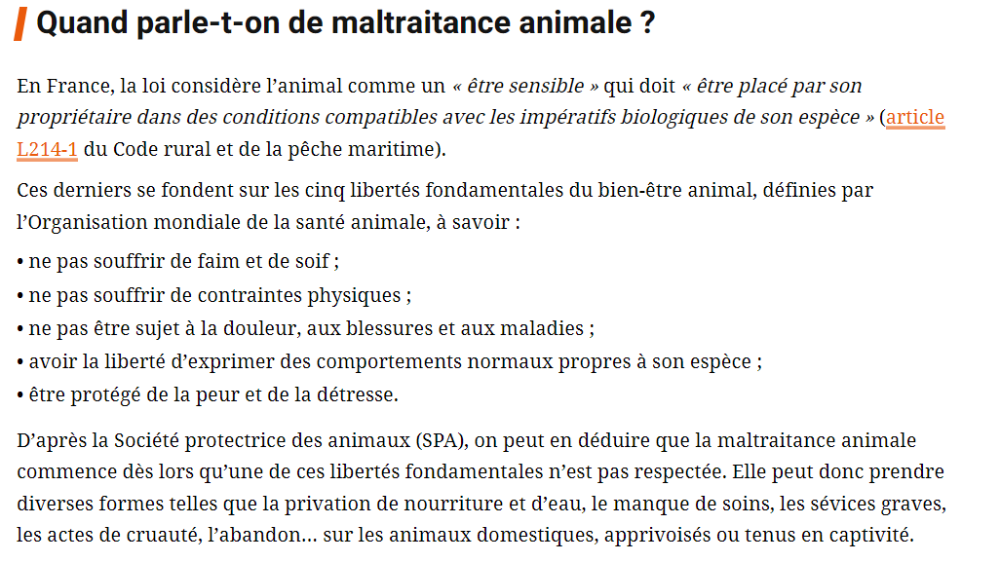 Quand parle-t-on de maltraitance animale ?
En France, la loi considère l’animal comme un « être sensible » qui doit « être placé par son
propriétaire dans des conditions compatibles avec les impératifs biologiques de son espèce » (article
L214-1 du Code rural et de la pêche maritime).
Ces derniers se fondent sur les cinq libertés fondamentales du bien-être animal, définies par
l’Organisation mondiale de la santé animale, à savoir :
• ne pas souffrir de faim et de soif ;
• ne pas souffrir de contraintes physiques ;
• ne pas être sujet à la douleur, aux blessures et aux maladies ;
• avoir la liberté d’exprimer des comportements normaux propres à son espèce ;
• être protégé de la peur et de la détresse.
D’après la Société protectrice des animaux (SPA), on peut en déduire que la maltraitance animale
commence dès lors qu’une de ces libertés fondamentales n’est pas respectée. Elle peut donc prendre
diverses formes telles que la privation de nourriture et d’eau, le manque de soins, les sévices graves,
les actes de cruauté, l’abandon… sur les animaux domestiques, apprivoisés ou tenus en captivité.